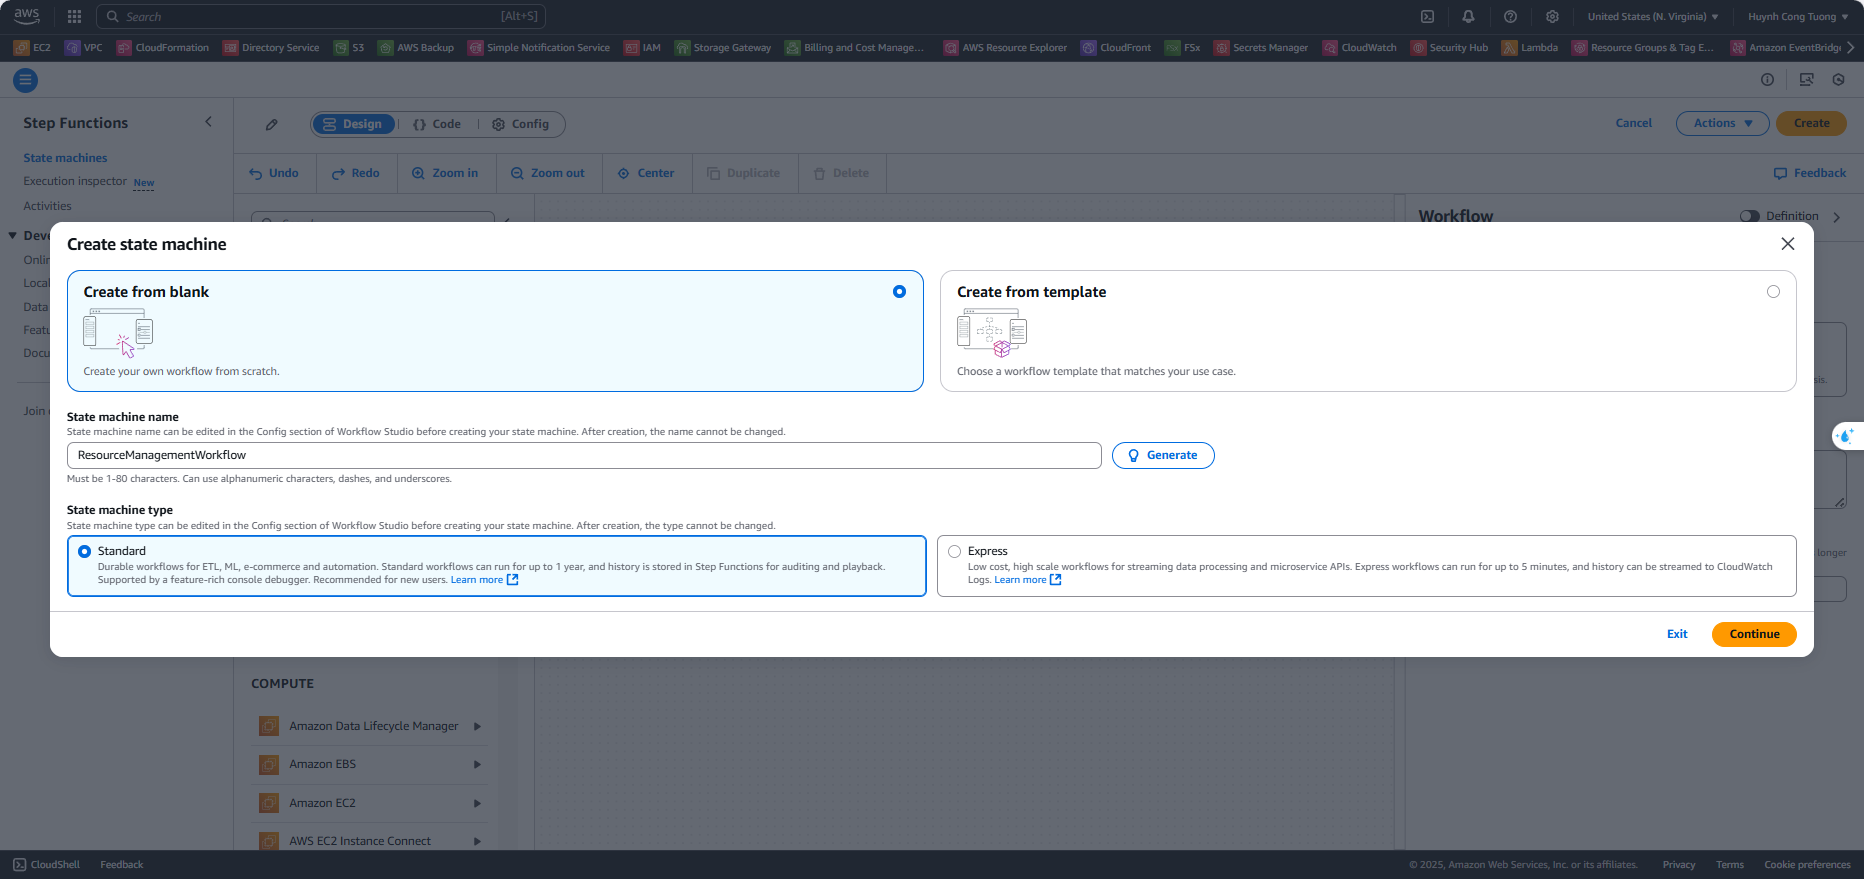 aws
Search
[Alt+S]
United States (N. Virginia)
Huynh Cong Tuong
EC2
VPC
CloudFormation
Directory Service
S3
AWS Backup
Simple Notification Service
IAM
Storage Gateway
Billing and Cost Manage...
AWS Resource Explorer
CloudFront
FSx
Secrets Manager
CloudWatch
Security Hub
Lambda
Resource Groups & Tag E...
Amazon EventBridge
Step Functions
Design
{} Code
Config
Cancel
Actions
Create
State machines
Execution inspector New
Activities
Undo
Redo
Zoom in
Zoom out
Center
Duplicate
Delete
Feedback
Workflow
Definition
Create state machine
Create from blank
Create your own workflow from scratch.
Create from template
Choose a workflow template that matches your use case.
State machine name
State machine name can be edited in the Config section of Workflow Studio before creating your state machine. After creation, the name cannot be changed.
ResourceManagementWorkflow
Generate
Must be 1-80 characters. Can use alphanumeric characters, dashes, and underscores.
State machine type
State machine type can be edited in the Config section of Workflow Studio before creating your state machine. After creation, the type cannot be changed.
Standard
Durable workflows for ETL, ML, e-commerce and automation. Standard workflows can run for up to 1 year, and history is stored in Step Functions for auditing and playback.
Supported by a feature-rich console debugger. Recommended for new users. Learn more
Express
Low cost, high scale workflows for streaming data processing and microservice APIs. Express workflows can run for up to 5 minutes, and history can be streamed to CloudWatch
Logs. Learn more
Exit
Continue
Data
Join
longer
COMPUTE
Amazon Data Lifecycle Manager
Amazon EBS
Amazon EC2
AWS EC2 Instance Connect
CloudShell
Feedback
© 2025, Amazon Web Services, Inc. or its affiliates.
Privacy
Terms
Cookie preferences